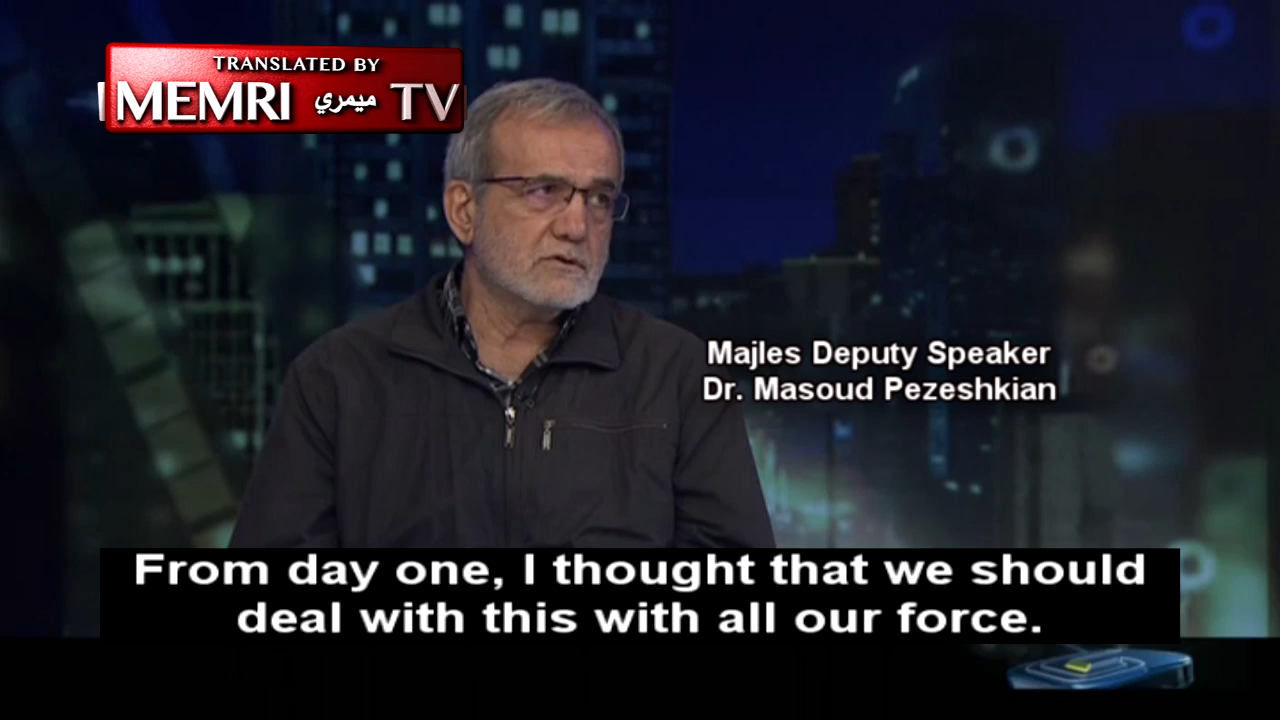 TRANSLATED BY
MEMRI ميمري TV
Majles Deputy Speaker
Dr. Masoud Pezeshkian
From day one, I thought that we should
deal with this with all our force.